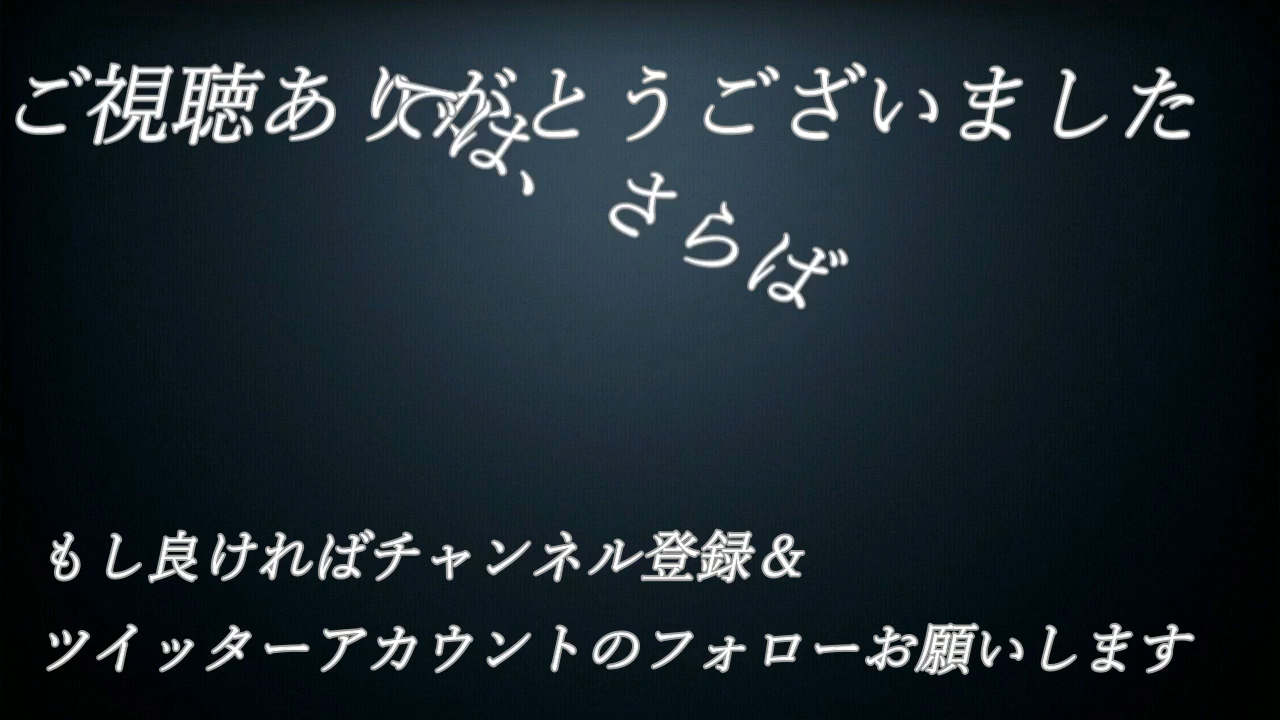 ご視聴ありがとうございました
では、さらば
もし良ければチャンネル登録＆
ツイッターアカウントのフォローお願いします